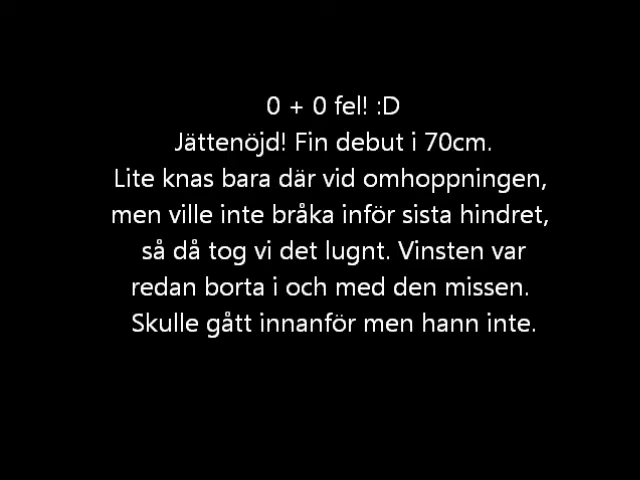 0 + 0 fel! :D
Jättenöjd! Fin debut i 70cm.
Lite knas bara där vid omhoppningen,
men ville inte bråka inför sista hindret,
så då tog vi det lugnt. Vinsten var
redan borta i och med den missen.
Skulle gått innanför men hann inte.